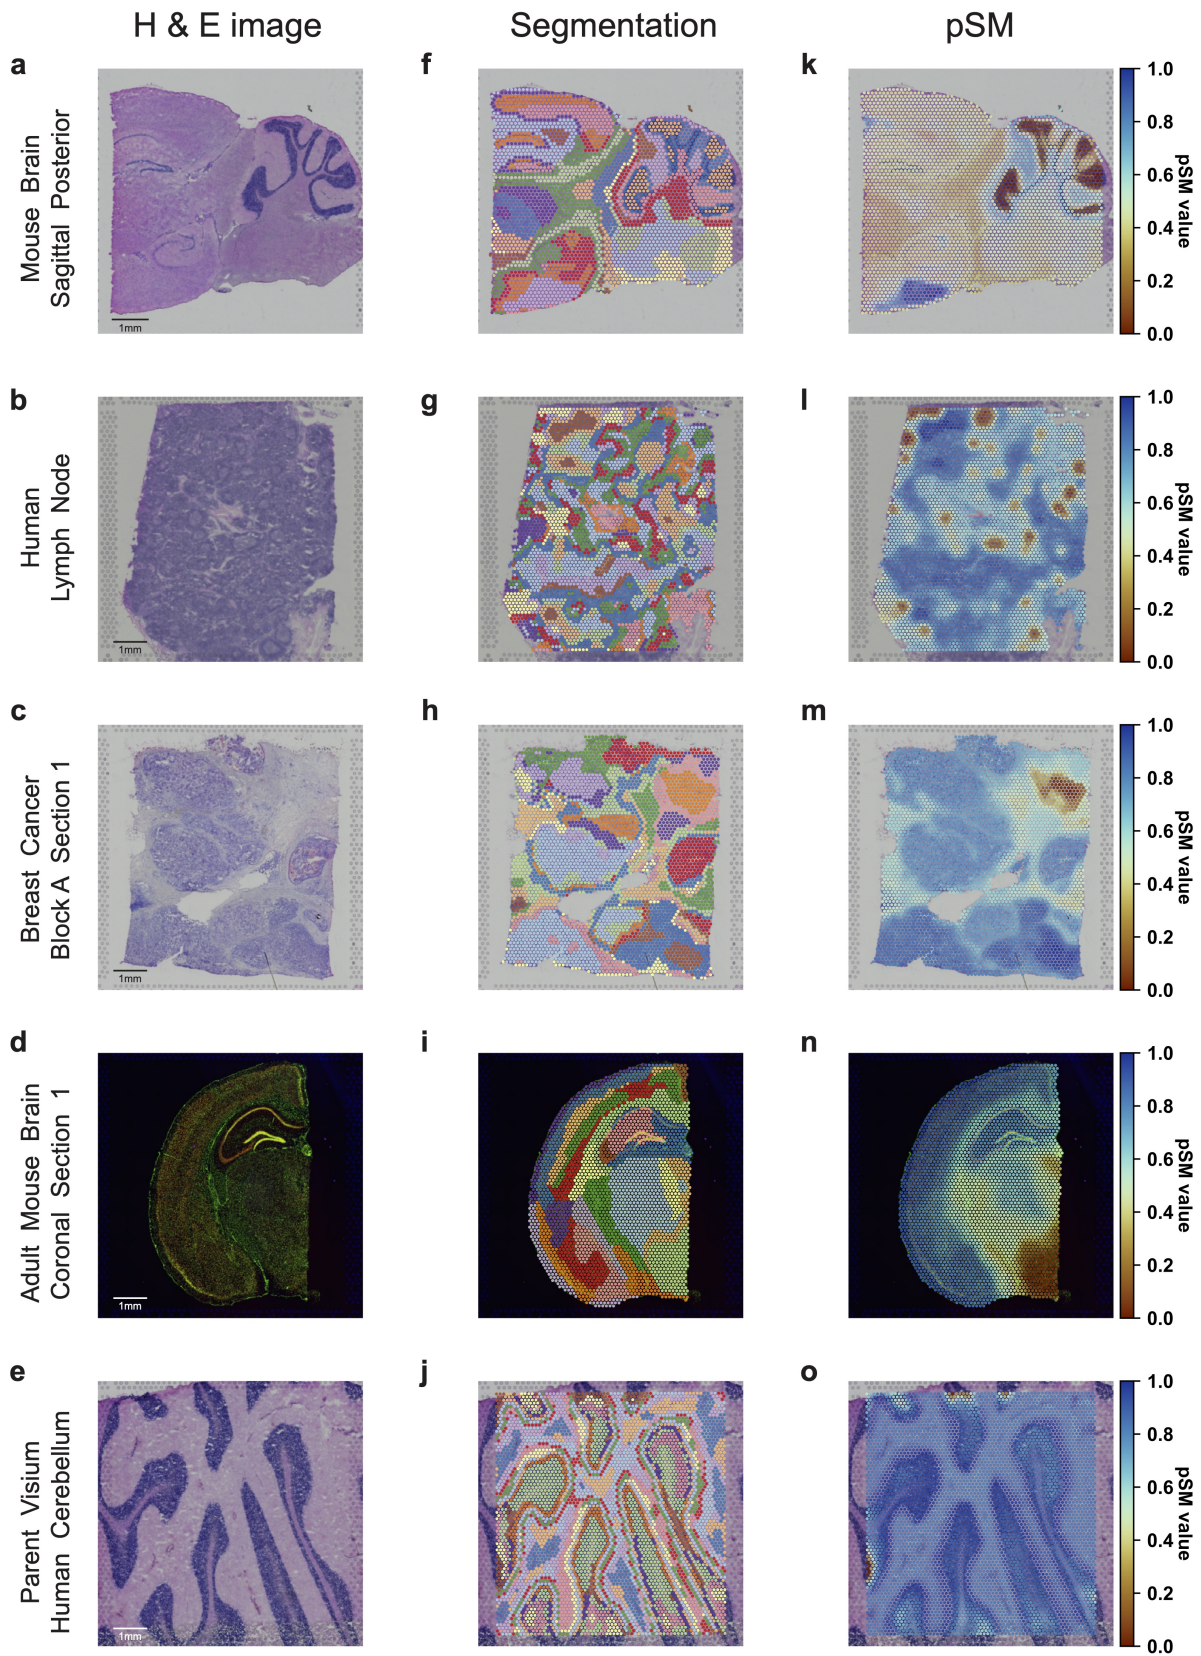 H & E image
Segmentation
pSM
a
f
k
Mouse Brain
Sagittal Posterior
1mm
1.0
0.8
0.6
0.4
0.2
0.0
pSM value
b
g
l
Human
Lymph Node
1mm
1.0
0.8
0.6
0.4
0.2
0.0
pSM value
c
h
m
Breast Cancer
Block A Section 1
1mm
1.0
0.8
0.6
0.4
0.2
0.0
pSM value
d
i
n
Adult Mouse Brain
Coronal Section 1
1mm
1.0
0.8
0.6
0.4
0.2
0.0
pSM value
e
j
o
Parent Visium
Human Cerebellum
1mm
1.0
0.8
0.6
0.4
0.2
0.0
pSM value